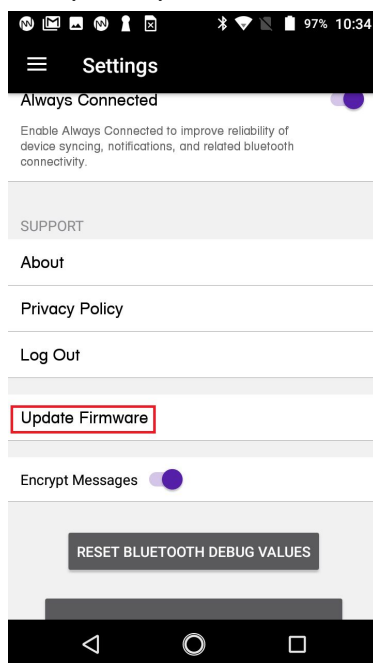 97% 10:34
Settings
Always Connected
Enable Always Connected to improve reliability of
device syncing, notifications, and related bluetooth
connectivity.
SUPPORT
About
Privacy Policy
Log Out
Update Firmware
Encrypt Messages
RESET BLUETOOTH DEBUG VALUES